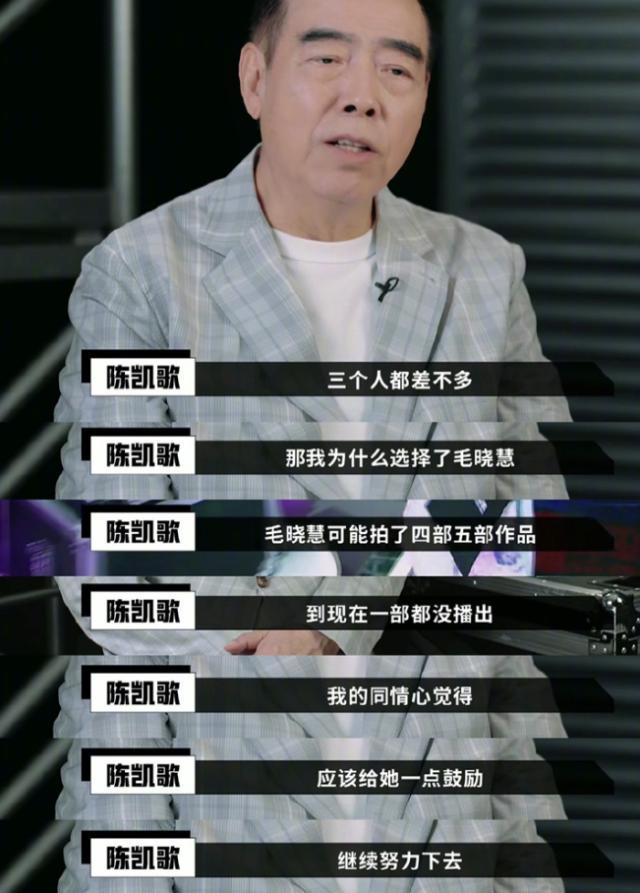 陈凯歌 三个人都差不多
陈凯歌 那我为什么选择了毛晓慧
陈凯歌 毛晓慧可能拍了四部五部作品
陈凯歌 到现在一部都没播出
陈凯歌 我的同情心觉得
陈凯歌 应该给她一点鼓励
陈凯歌 继续努力下去